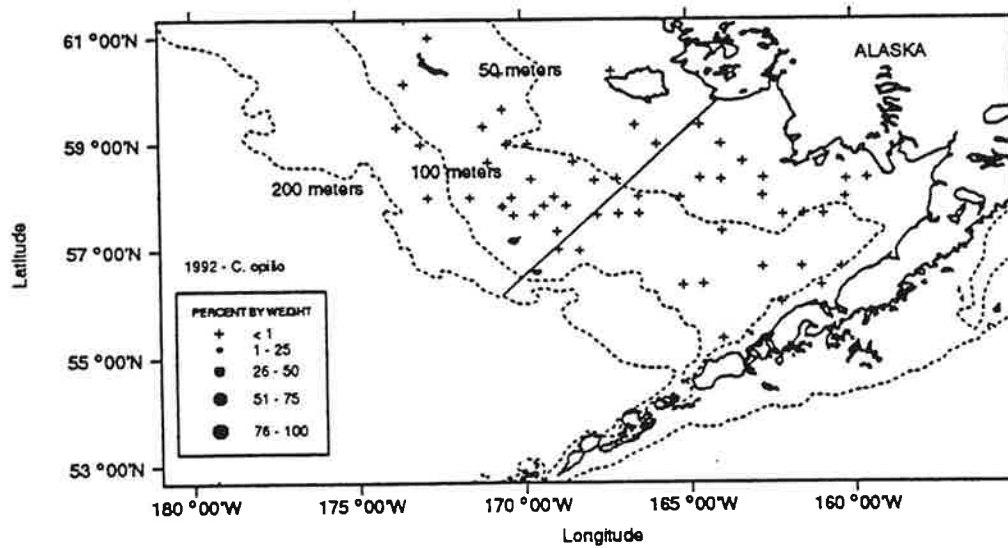 61 °00'N
59 °00'N
57 °00'N
55 °00'N
53 °00'N
Latitude
ALASKA
50 meters
100 meters
200 meters
1992 - C. opilio
PERCENT BY WEIGHT
+ < 1
1 - 25
26 - 50
51 - 75
76 - 100
180 °00'W
175 °00'W
170 °00'W
165 °00'W
160 °00'W
Longitude